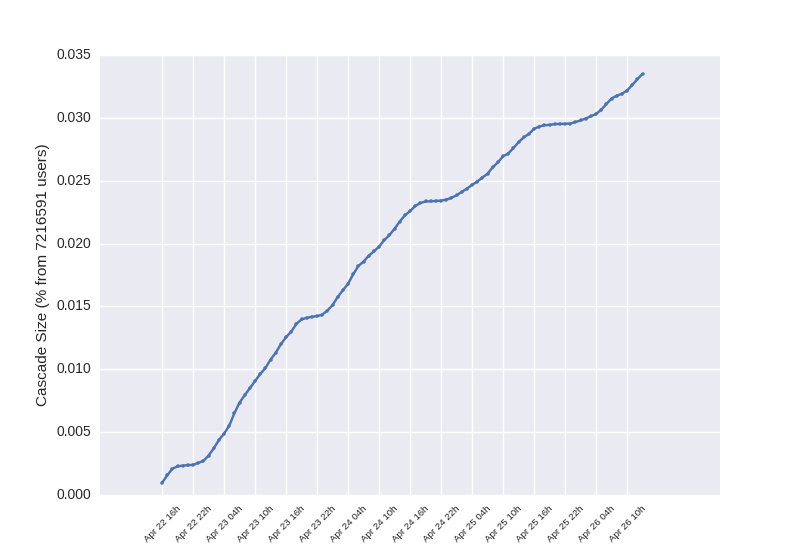 0.035
0.030
0.025
0.020
0.015
0.010
0.005
0.000
Cascade Size (% from 7216591 users)
Apr 22 16h
Apr 22 22h
Apr 23 04h
Apr 23 10h
Apr 23 16h
Apr 23 22h
Apr 24 04h
Apr 24 10h
Apr 24 16h
Apr 24 22h
Apr 25 04h
Apr 25 10h
Apr 25 16h
Apr 25 22h
Apr 26 04h
Apr 26 10h